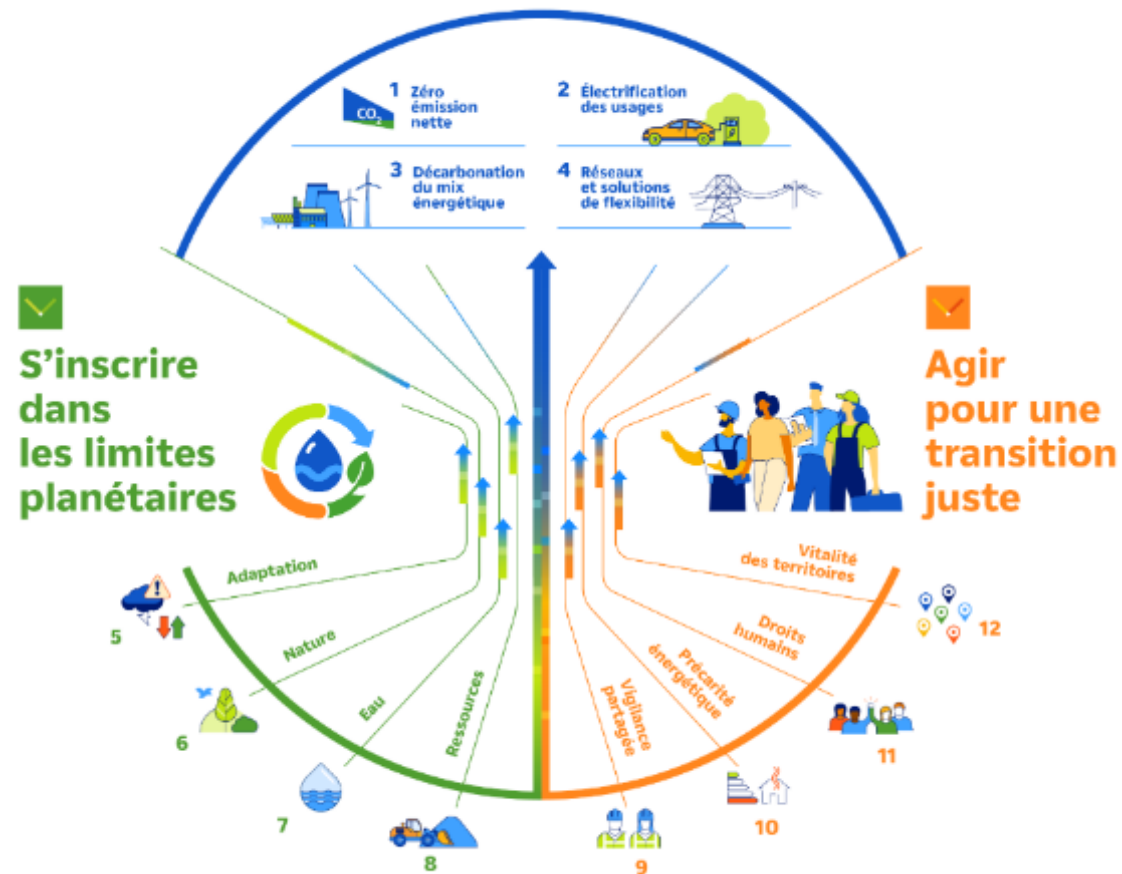 1 Zéro
émission
nette
CO₂
2 Électrification
des usages
3 Décarbonation
du mix
énergétique
4 Réseaux
et solutions
de flexibilité
S'inscrire
dans
les limites
planétaires
Agir
pour une
transition
juste
Adaptation
5
Nature
6
Eau
7
Ressources
8
Vigilance
partagée
9
Précarité
énergétique
10
Droits
humains
11
Vitalité
des territoires
12